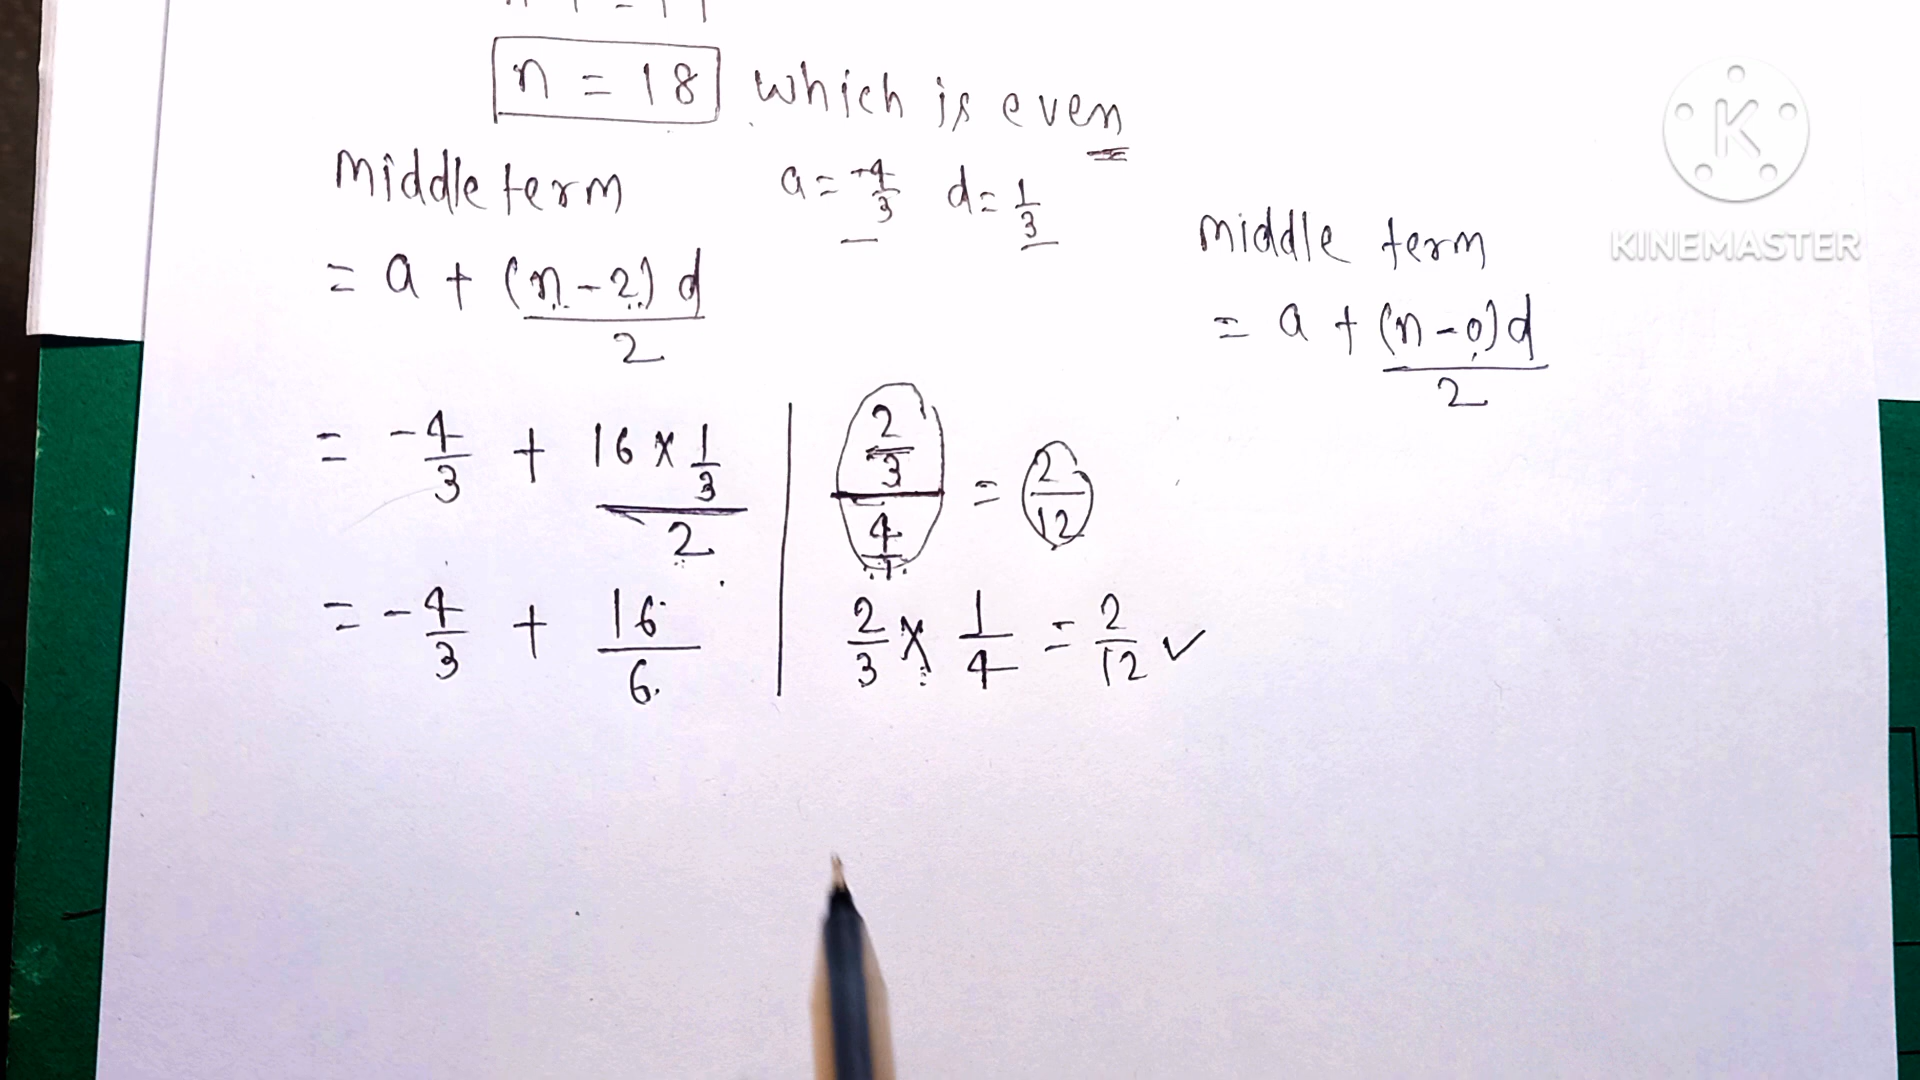 n = 18 which is even
middle term a = -4/3 d = 1/3
= a + (n-2)d/2
= -4/3 + 16 x 1/3 / 2
= -4/3 + 16/6
2/3 / 4/1 = 2/12
2/3 x 1/4 = 2/12 ✓
middle term
= a + (n-0)d/2
K
KINEMASTER